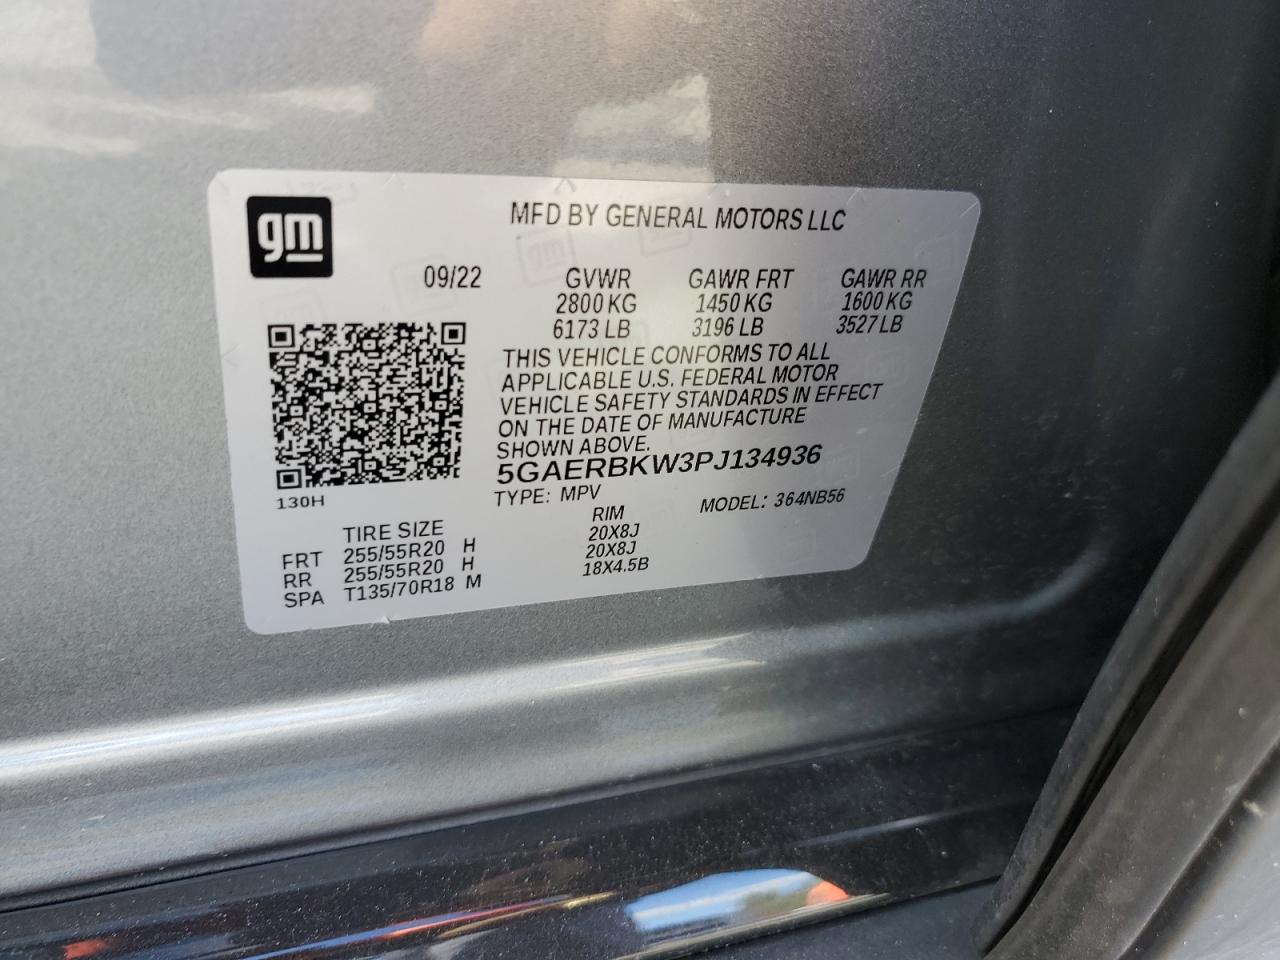 gm
MFD BY GENERAL MOTORS LLC
09/22 GVWR GAWR FRT GAWR RR
2800 KG 1450 KG 1600 KG
6173 LB 3196 LB 3527 LB
THIS VEHICLE CONFORMS TO ALL
APPLICABLE U.S. FEDERAL MOTOR
VEHICLE SAFETY STANDARDS IN EFFECT
ON THE DATE OF MANUFACTURE
SHOWN ABOVE.
5GAERBKW3PJ134936
TYPE: MPV MODEL: 364NB56
130H
TIRE SIZE RIM
FRT 255/55R20 H 20X8J
RR 255/55R20 H 20X8J
SPA T135/70R18 M 18X4.5B